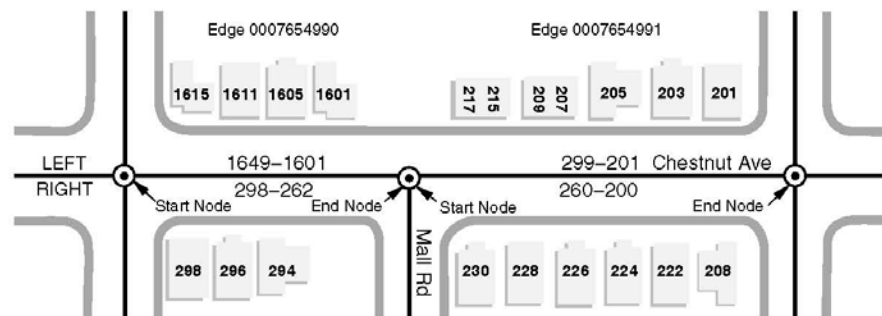 Edge 0007654990 Edge 0007654991
1615 1611 1605 1601 217 215 209 207 205 203 201
LEFT 1649–1601 299–201 Chestnut Ave
RIGHT 298–262 260–200
Start Node End Node Start Node End Node
Mall Rd
298 296 294 230 228 226 224 222 208